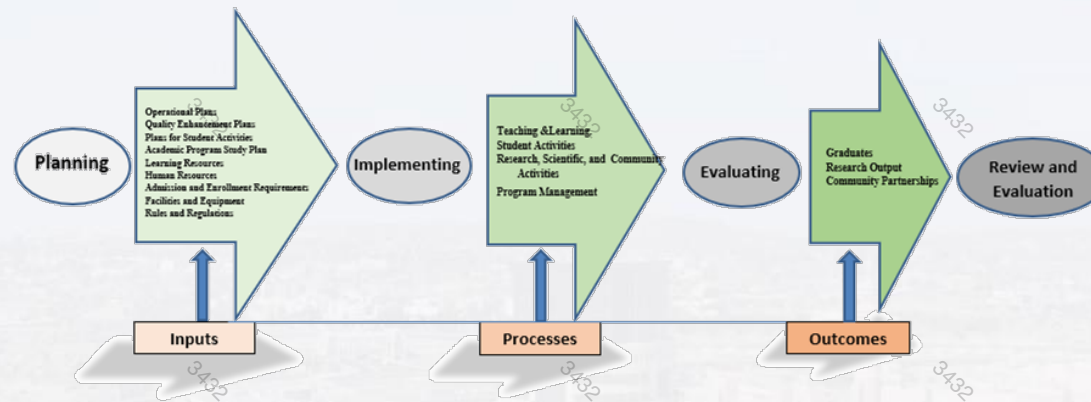 Planning
Operational Plans
Quality Enhancement Plans
Plans for Student Activities
Academic Program Study Plan
Learning Resources
Human Resources
Admission and Enrollment Requirements
Facilities and Equipment
Rules and Regulations
Implementing
Teaching &Learning,
Student Activities
Research, Scientific, and Community
Activities
Program Management
Evaluating
Graduates
Research Output
Community Partnerships
Review and
Evaluation
Inputs
Processes
Outcomes
3432
3432
3432
3432
3432
3432